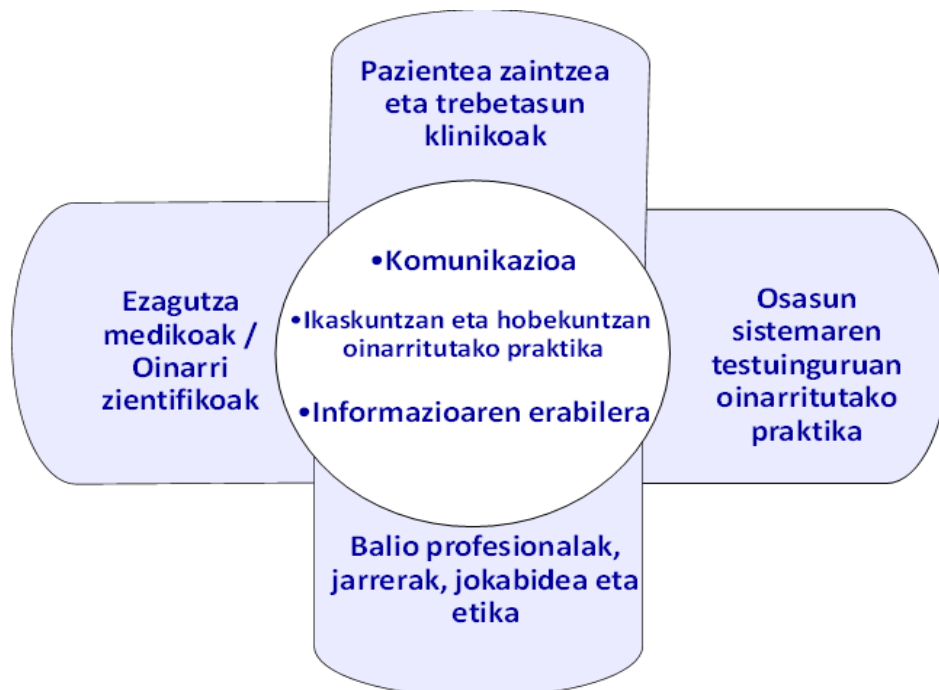 Pazientea zaintzea
eta trebetasun
klinikoak
Ezagutza
medikoak /
Oinarri
zientifikoak
•Komunikazioa
•Ikaskuntzan eta hobekuntzan
oinarritutako praktika
•Informazioaren erabilera
Osasun
sistemaren
testuinguruan
oinarritutako
praktika
Balio profesionalak,
jarrerak, jokabidea eta
etika